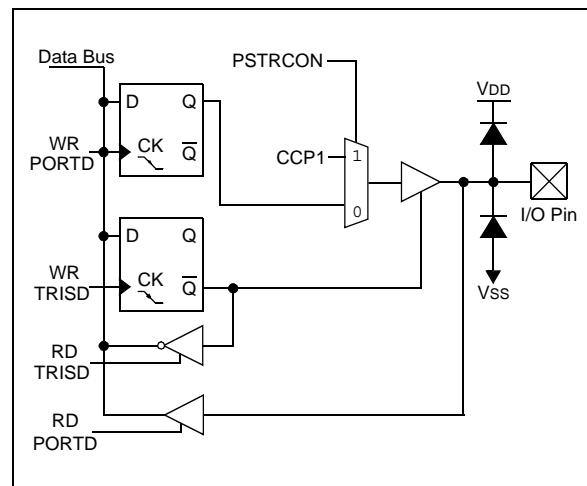 Data Bus
PSTRCON
VDD
D Q
WR
PORTD
CK
Q
CCP1
1
0
I/O Pin
D Q
WR
TRISD
CK
Q
VSS
RD
TRISD
RD
PORTD